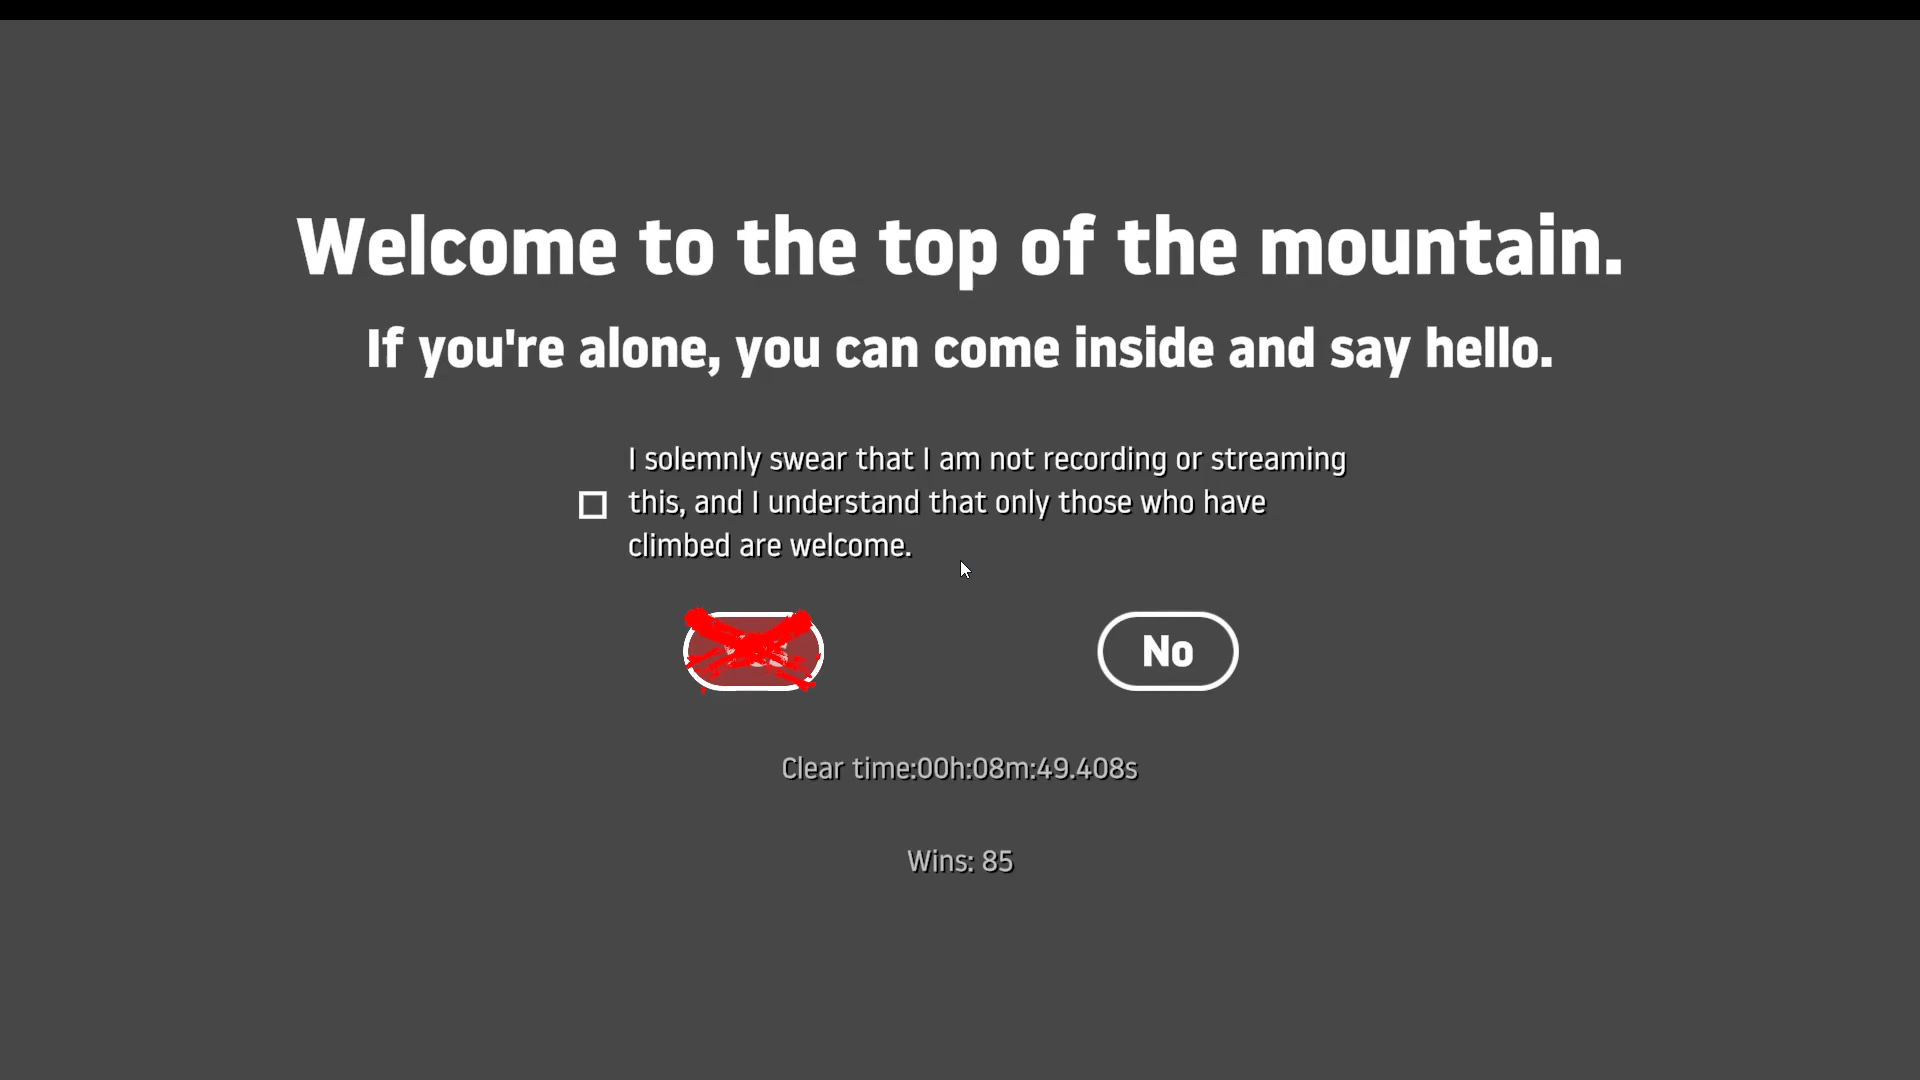 Welcome to the top of the mountain.
If you're alone, you can come inside and say hello.
I solemnly swear that I am not recording or streaming
this, and I understand that only those who have
climbed are welcome.
No
Clear time:00h:08m:49.408s
Wins: 85